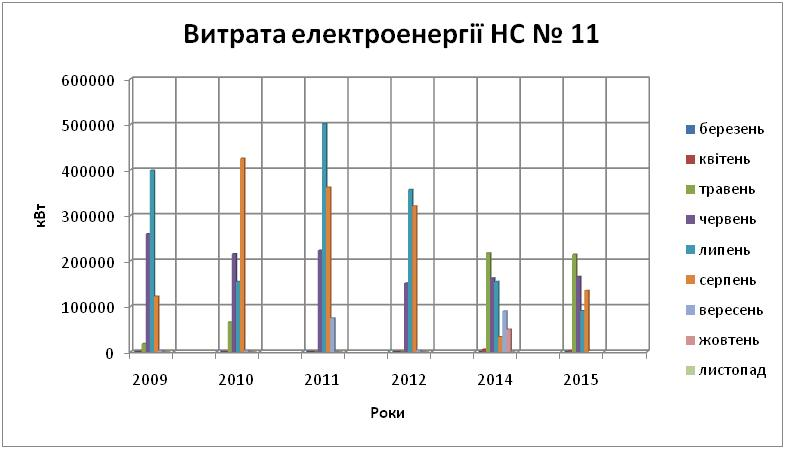 Витрата електроенергії НС № 11
600000
500000
400000
300000
200000
100000
0
кВт
2009 2010 2011 2012 2014 2015
Роки
березень
квітень
травень
червень
липень
серпень
вересень
жовтень
листопад